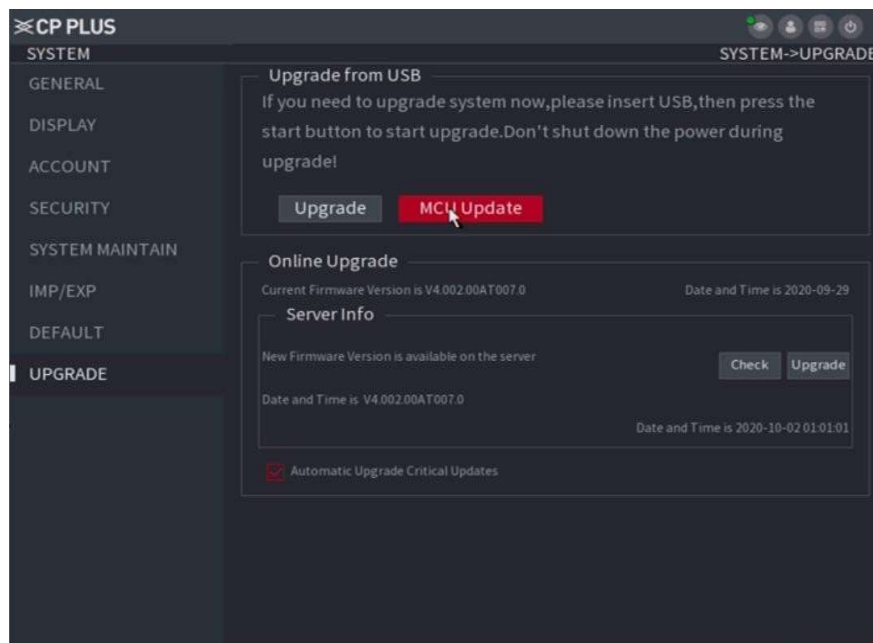 CP PLUS
SYSTEM
SYSTEM->UPGRADE
GENERAL
DISPLAY
ACCOUNT
SECURITY
SYSTEM MAINTAIN
IMP/EXP
DEFAULT
UPGRADE
Upgrade from USB
If you need to upgrade system now,please insert USB,then press the
start button to start upgrade.Don't shut down the power during
upgrade!
Upgrade MCU Update
Online Upgrade
Current Firmware Version is V4.002.00AT007.0 Date and Time is 2020-09-29
Server Info
New Firmware Version is available on the server
Check Upgrade
Date and Time is V4.002.00AT007.0
Date and Time is 2020-10-02 01:01:01
Automatic Upgrade Critical Updates